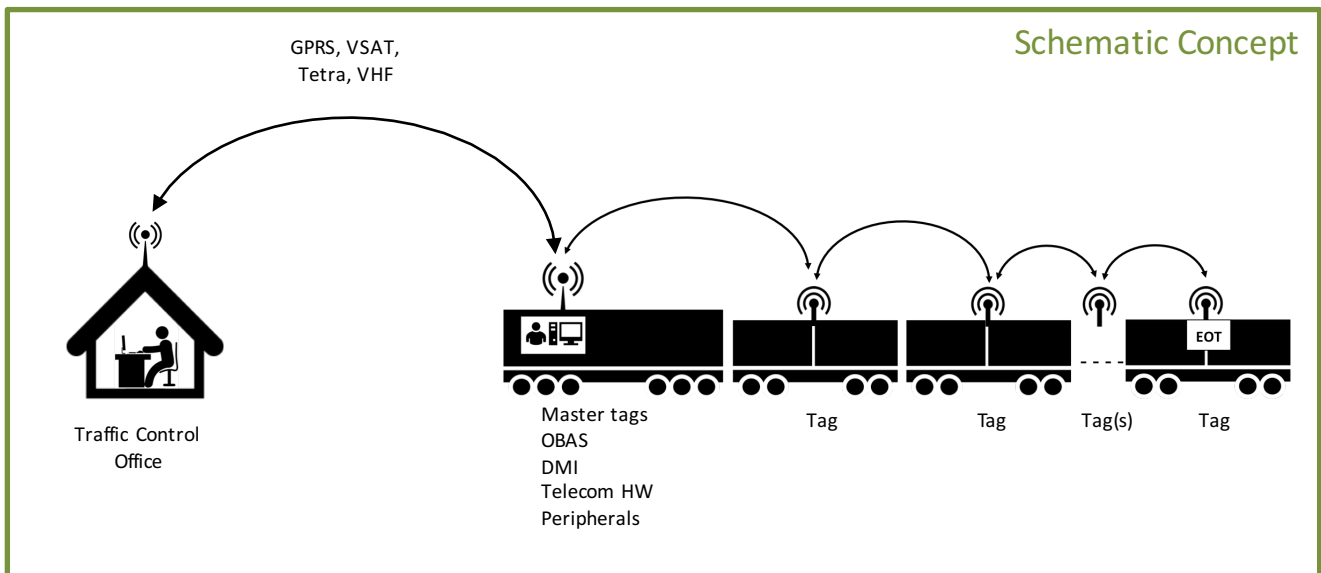 Schematic Concept
GPRS, VSAT,
Tetra, VHF
EOT
Traffic Control
Office
Master tags
OBAS
DMI
Telecom HW
Peripherals
Tag
Tag
Tag(s)
Tag